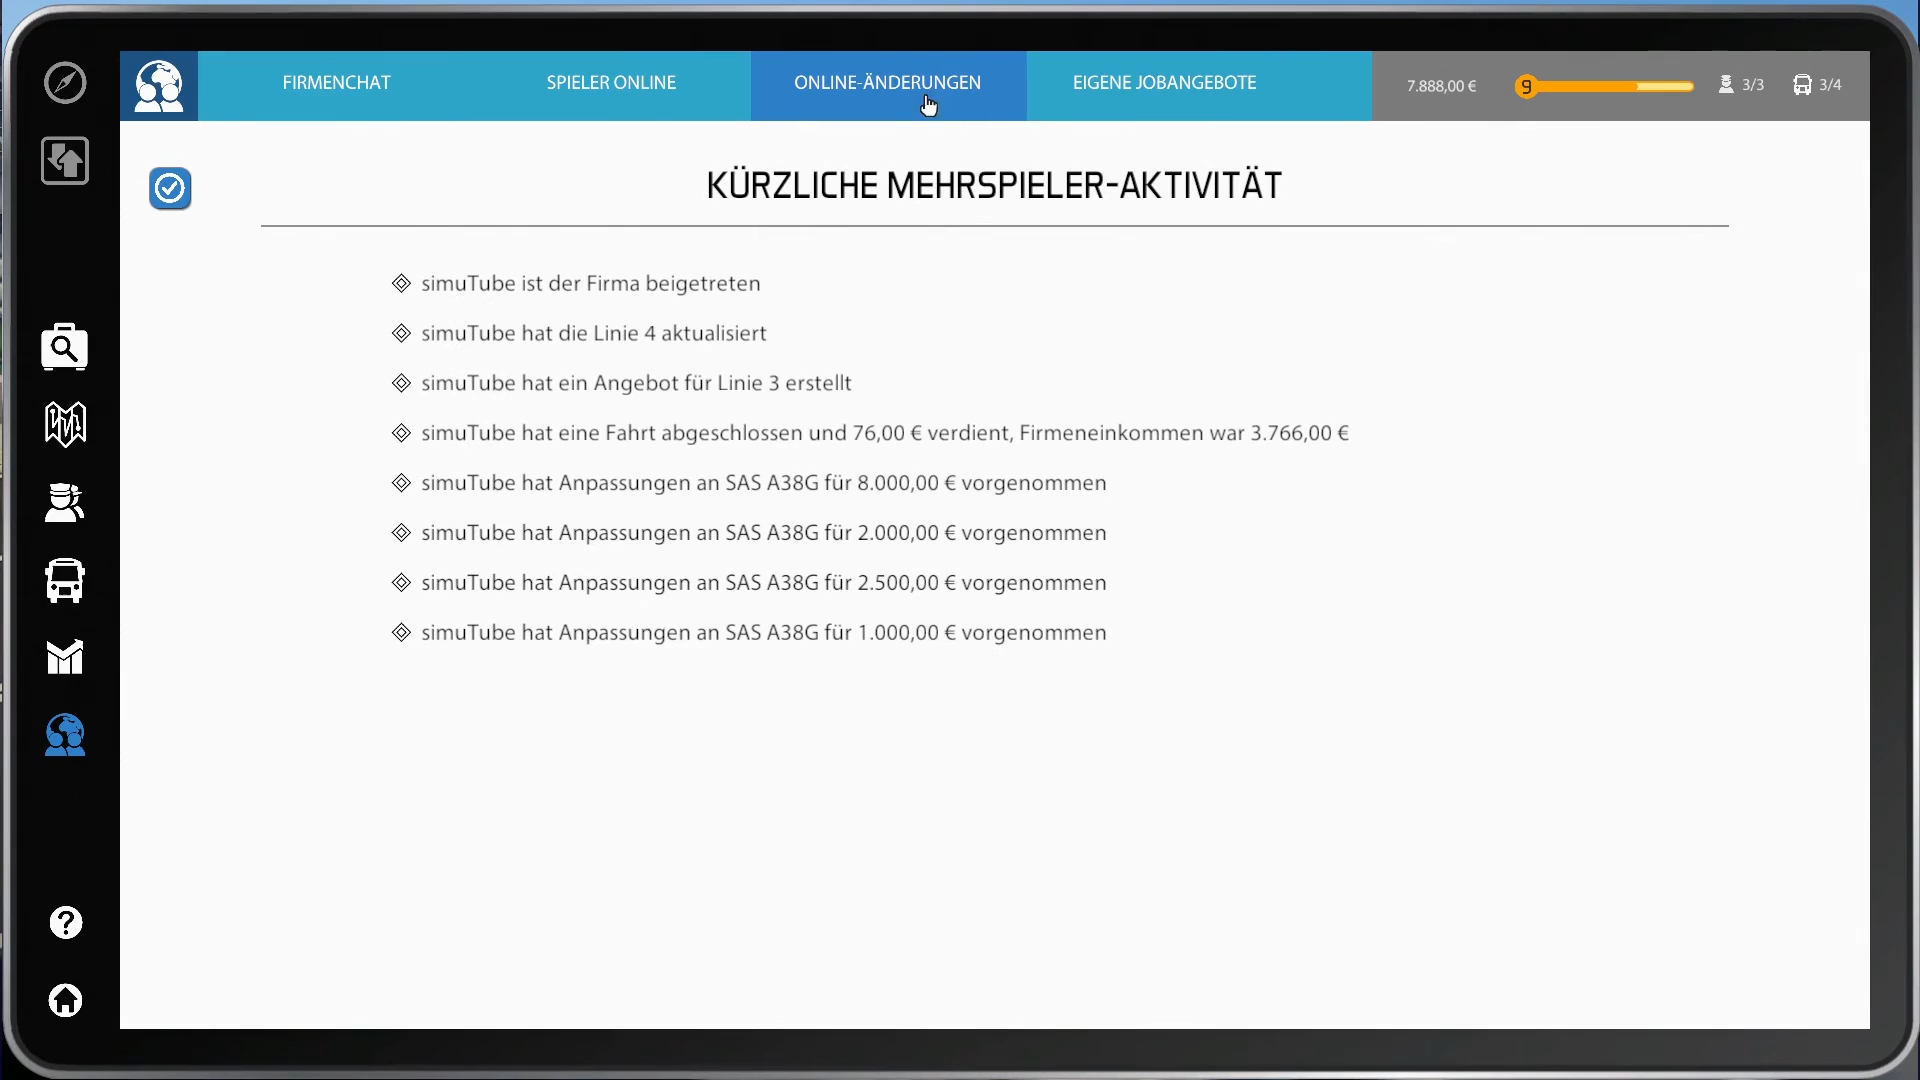 FIRMENCHAT SPIELER ONLINE ONLINE-ÄNDERUNGEN EIGENE JOBANGEBOTE 7.888,00 € 9 3/3 3/4
KÜRZLICHE MEHRSPIELER-AKTIVITÄT
simuTube ist der Firma beigetreten
simuTube hat die Linie 4 aktualisiert
simuTube hat ein Angebot für Linie 3 erstellt
simuTube hat eine Fahrt abgeschlossen und 76,00 € verdient, Firmeneinkommen war 3.766,00 €
simuTube hat Anpassungen an SAS A38G für 8.000,00 € vorgenommen
simuTube hat Anpassungen an SAS A38G für 2.000,00 € vorgenommen
simuTube hat Anpassungen an SAS A38G für 2.500,00 € vorgenommen
simuTube hat Anpassungen an SAS A38G für 1.000,00 € vorgenommen